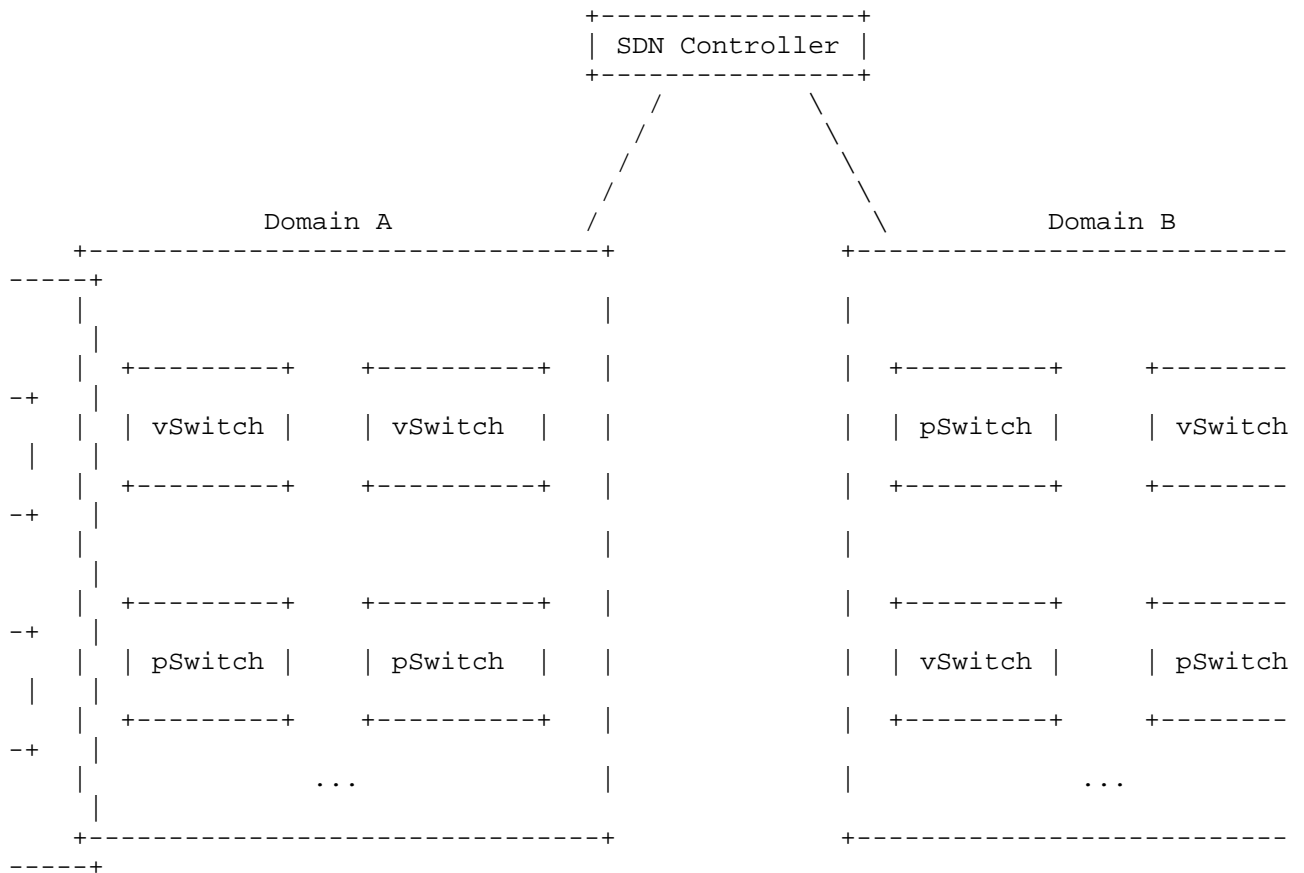 +----------------+
| SDN Controller |
+----------------+
/ \
/ \
/ \
/ \
Domain A / \ Domain B
+--------------------------------+ +---------------------------
-----+
| | |
|
| +---------+ +----------+ | | +---------+ +--------
-+ |
| | vSwitch | | vSwitch | | | | pSwitch | | vSwitch
| |
| +---------+ +----------+ | | +---------+ +--------
-+ |
| | |
|
| +---------+ +----------+ | | +---------+ +--------
-+ |
| | pSwitch | | pSwitch | | | | vSwitch | | pSwitch
| |
| +---------+ +----------+ | | +---------+ +--------
-+ |
| ... | | ...
|
+--------------------------------+ +---------------------------
-----+